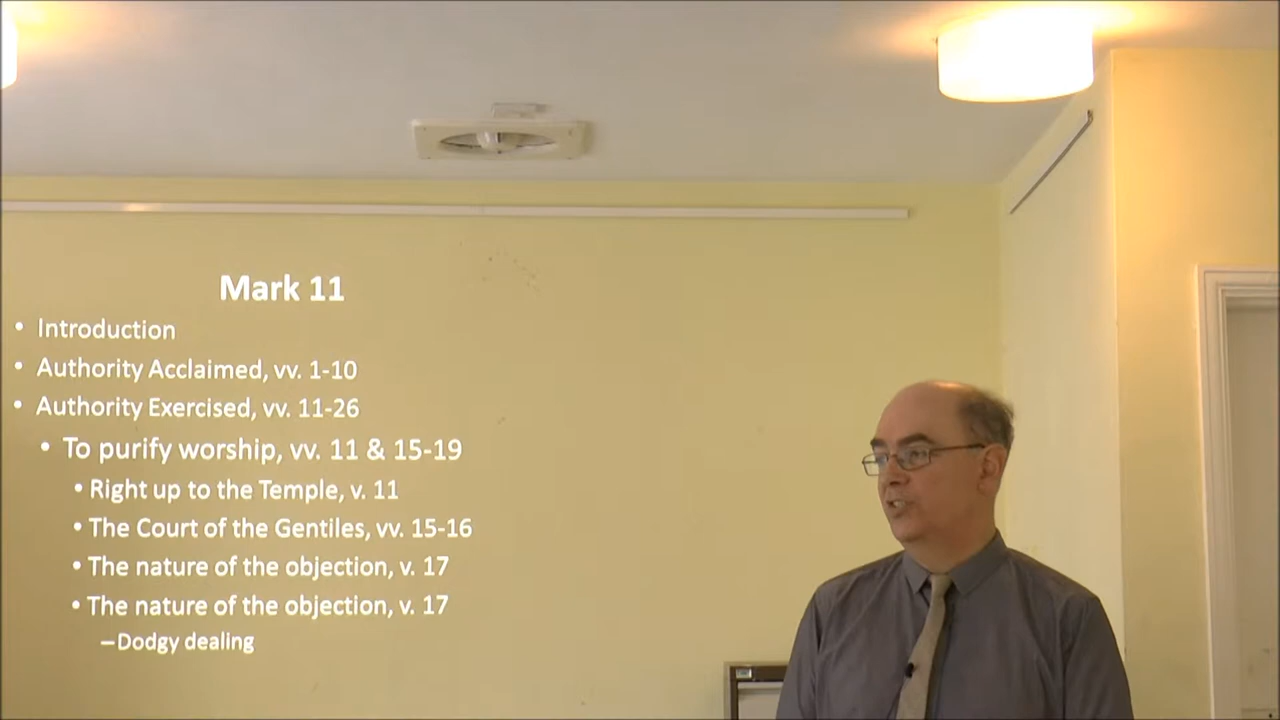 Mark 11
• Introduction
• Authority Acclaimed, vv. 1-10
• Authority Exercised, vv. 11-26
• To purify worship, vv. 11 & 15-19
• Right up to the Temple, v. 11
• The Court of the Gentiles, vv. 15-16
• The nature of the objection, v. 17
• The nature of the objection, v. 17
–Dodgy dealing